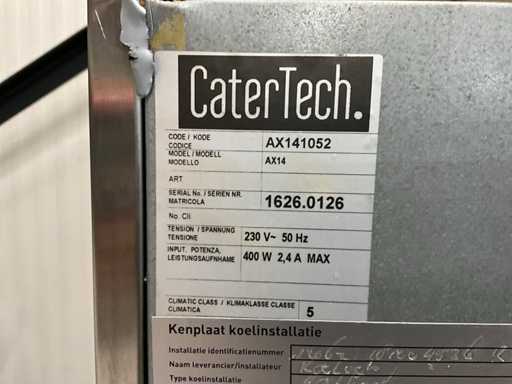 CaterTech.
CODE / KODE
CODICE
AX141052
MODEL / MODELL
MODELLO
AX14
ART
SERIAL No. / SERIEN NR.
MATRICOLA
1626.0126
No. Cli
TENSION / SPANNUNG
TENSIONE
230 V~ 50 Hz
INPUT. POTENZA,
LEISTUNGSAUFNHAME
400 W 2,4 A MAX
CLIMATIC CLASS / KLIMAKLASSE CLASSE
CLIMATICA
5
Kenplaat koelinstallatie
Installatie identificatienummer
Naam leverancier/installateur
Type koelinstallatie